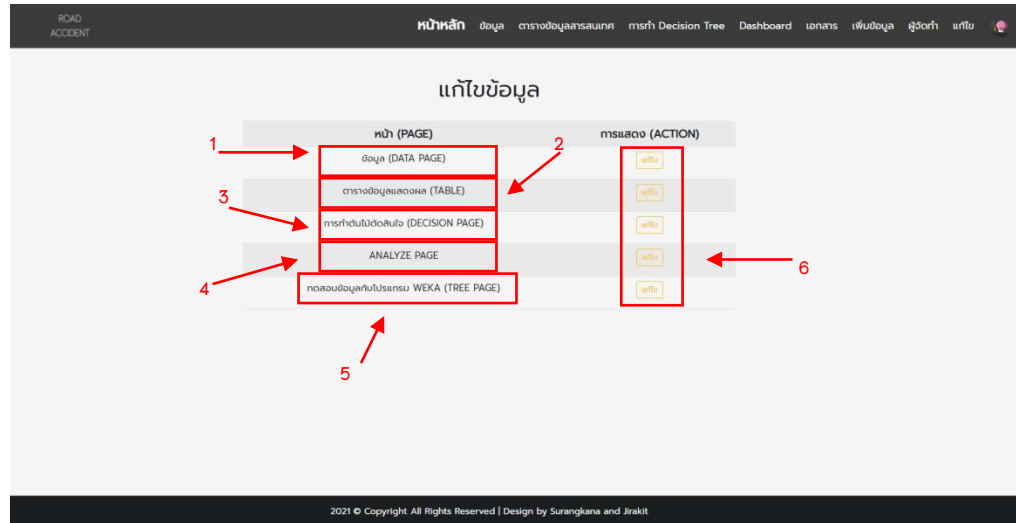 ROAD
ACCIDENT
หน้าหลัก ข้อมูล ตารางข้อมูลสารสนเทศ การทำ Decision Tree Dashboard เอกสาร เพิ่มข้อมูล ผู้จัดทำ แก้ไข
แก้ไขข้อมูล
หน้า (PAGE) การแสดง (ACTION)
1 2
ข้อมูล (DATA PAGE) แก้ไข
ตารางข้อมูลแสดงผล (TABLE) แก้ไข
3
การทำต้นไม้ตัดสินใจ (DECISION PAGE) แก้ไข
ANALYZE PAGE แก้ไข
6
4
ทดสอบข้อมูลกับโปรแกรม WEKA (TREE PAGE) แก้ไข
5
2021 © Copyright All Rights Reserved | Design by Surangkana and Jirakit